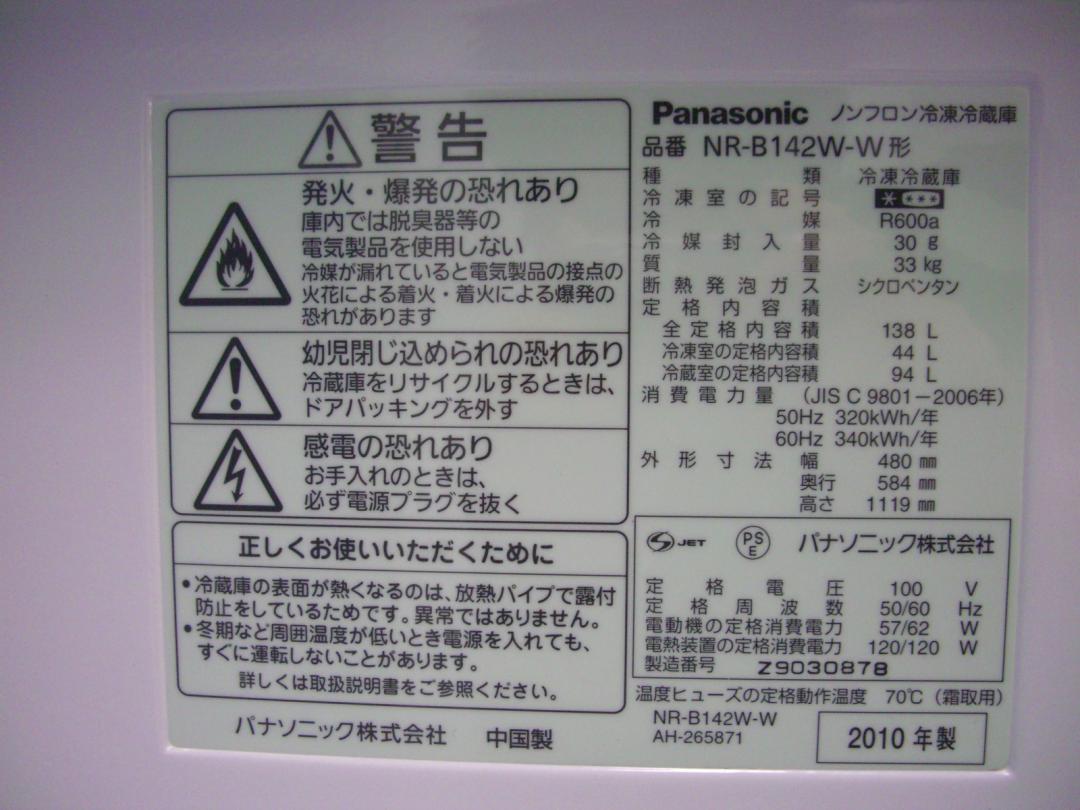 警告
発火・爆発の恐れあり
庫内では脱臭器等の
電気製品を使用しない
冷媒が漏れていると電気製品の接点の
火花による着火・着火による爆発の
恐れがあります
幼児閉じ込められの恐れあり
冷蔵庫をリサイクルするときは、
ドアパッキングを外す
感電の恐れあり
お手入れのときは、
必ず電源プラグを抜く
正しくお使いいただくために
•冷蔵庫の表面が熱くなるのは、放熱パイプで露付
防止をしているためです。異常ではありません。
•冬期など周囲温度が低いとき電源を入れても、
すぐに運転しないことがあります。
詳しくは取扱説明書をご参照ください。
パナソニック株式会社 中国製
Panasonic ノンフロン冷凍冷蔵庫
品番 NR-B142W-W形
種類 冷凍冷蔵庫
冷凍室の記号 * ***
冷媒 R600a
冷媒封入量 30 g
質量 33 kg
断熱発泡ガス シクロペンタン
定格内容積
全定格内容積 138 L
冷凍室の定格内容積 44 L
冷蔵室の定格内容積 94 L
消費電力量 (JIS C 9801-2006年)
50Hz 320kWh/年
60Hz 340kWh/年
外形寸法 幅 480 mm
奥行 584 mm
高さ 1119 mm
JET PSE パナソニック株式会社
定格電圧 100 V
定格周波数 50/60 Hz
電動機の定格消費電力 57/62 W
電熱装置の定格消費電力 120/120 W
製造番号 Z9030878
温度ヒューズの定格動作温度 70℃(霜取用)
NR-B142W-W
AH-265871
2010年製